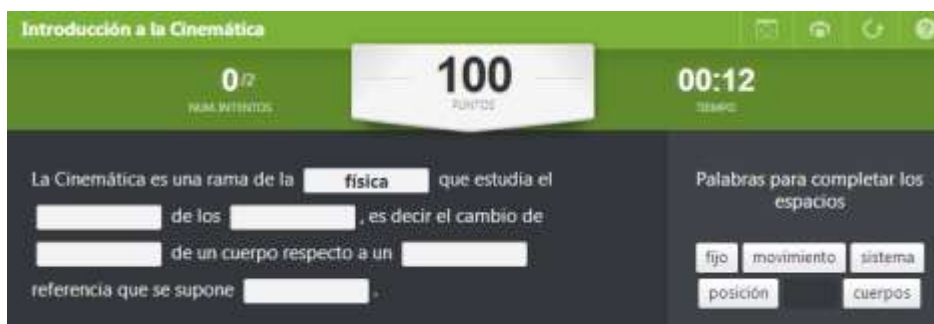 Introducción a la Cinemática
0/2
NUM. INTENTOS
100
PUNTOS
00:12
TIEMPO
La Cinemática es una rama de la física que estudia el
de los , es decir el cambio de
de un cuerpo respecto a un
referencia que se supone .
Palabras para completar los
espacios
fijo movimiento sistema
posición cuerpos